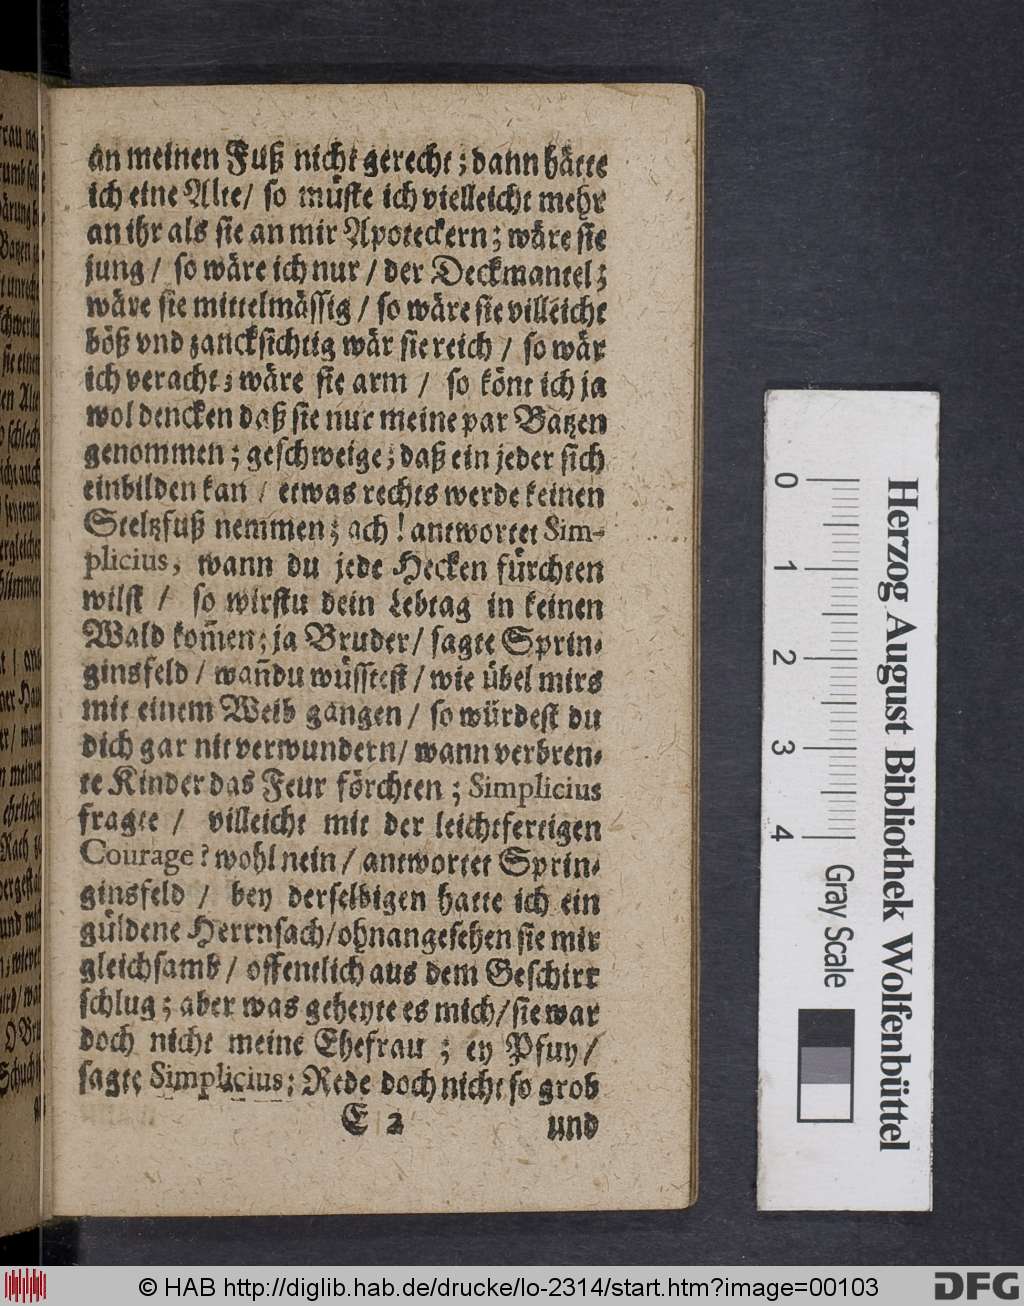 an meinen Fuß nicht gerecht; dann hätte
ich eine Alte/ so müste ich vielleicht mehr
an ihr als sie an mir Apoteckern; wäre sie
jung / so wäre ich nur / der Deckmantel;
wäre sie mittelmässig / so wäre sie villeicht
böß vnd zancksichtig wär sie reich / so wär
ich veracht; wäre sie arm / so könt ich ja
wol dencken daß sie nur meine par Batzen
genommen; geschweige; daß ein jeder sich
einbilden kan / etwas rechts werde keinen
Steltzfuß nemmen; ach! antwortet Sim-
plicius, wann du jede Hecken fürchten
wilst / so wirstu dein Lebtag in keinen
Wald kom̃en; ja Bruder/ sagte Sprin-
ginsfeld / wañ du wüsstest / wie übel mirs
mit einem Weib gangen / so würdest du
dich gar nit verwundern/ wann verbren-
te Kinder das Feur förchten; Simplicius
fragte / villeicht mit der leichtfertigen
Courage? wohl nein / antwortet Sprin-
ginsfeld / bey derselbigen hatte ich ein
güldene Herrnsach/ohnangesehen sie mir
gleichsamb / offentlich aus dem Geschirr
schlug; aber was geheyte es mich/ sie war
doch nicht meine Ehefrau; ey Pfuy/
sagte Simplicius; Rede doch nicht so grob
E 2 und
0 1 2 3 4
Gray Scale
Herzog August Bibliothek Wolfenbüttel
© HAB http://diglib.hab.de/drucke/lo-2314/start.htm?image=00103
DFG